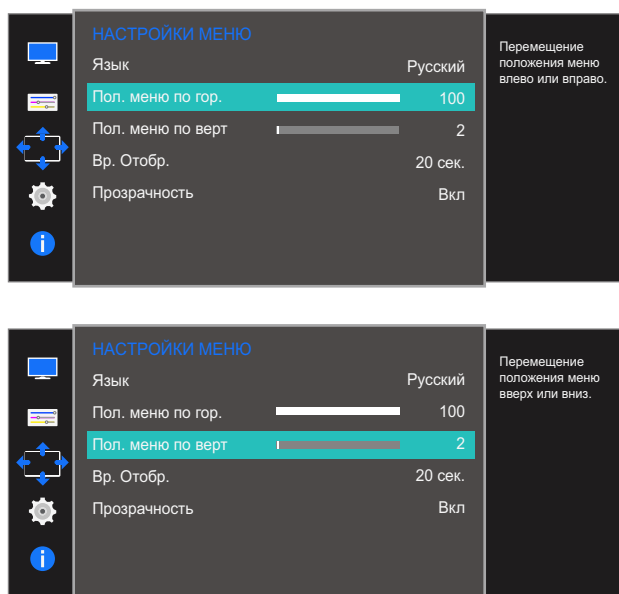 НАСТРОЙКИ МЕНЮ
Язык Русский
Пол. меню по гор. 100
Пол. меню по верт 2
Вр. Отобр. 20 сек.
Прозрачность Вкл
Перемещение
положения меню
влево или вправо.
НАСТРОЙКИ МЕНЮ
Язык Русский
Пол. меню по гор. 100
Пол. меню по верт 2
Вр. Отобр. 20 сек.
Прозрачность Вкл
Перемещение
положения меню
вверх или вниз.